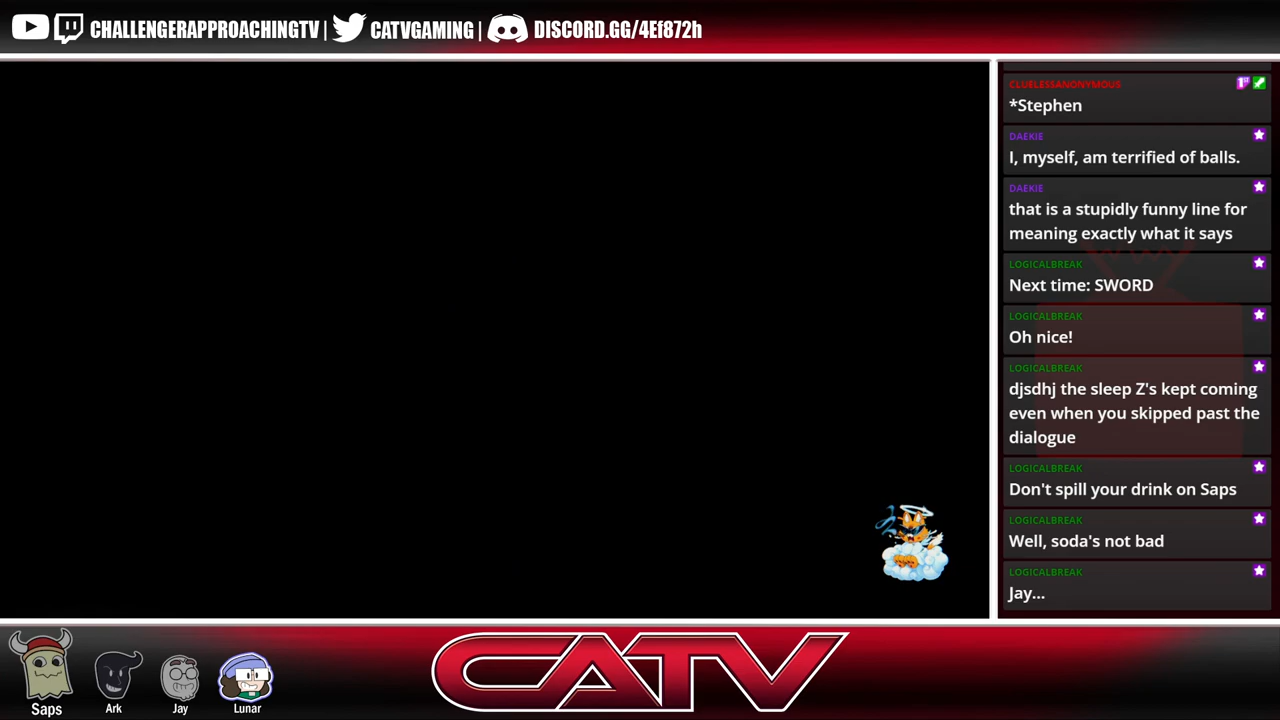 CHALLENGERAPPROACHINGTV | CATVGAMING | DISCORD.GG/4Ef872h
CLUELESSANONYMOUS
*Stephen
DAEKIE
I, myself, am terrified of balls.
DAEKIE
that is a stupidly funny line for
meaning exactly what it says
LOGICALBREAK
Next time: SWORD
LOGICALBREAK
Oh nice!
LOGICALBREAK
djsdhj the sleep Z's kept coming
even when you skipped past the
dialogue
LOGICALBREAK
Don't spill your drink on Saps
LOGICALBREAK
Well, soda's not bad
LOGICALBREAK
Jay...
Saps
Ark
Jay
Lunar
CATV